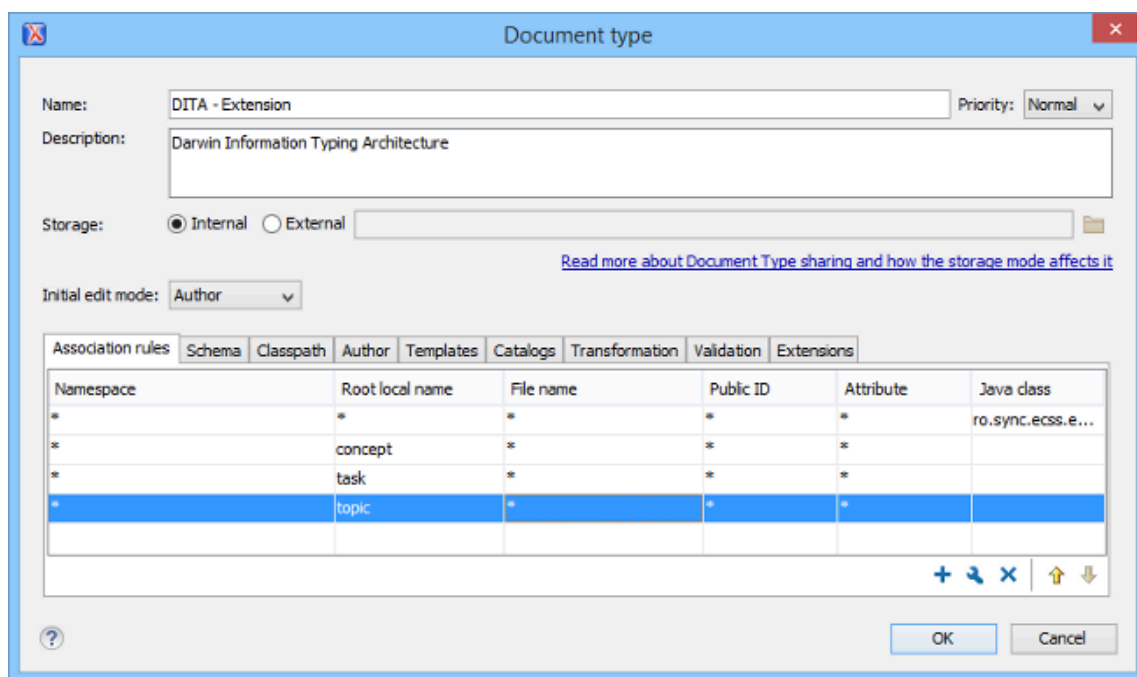 Document type
Name: DITA - Extension Priority: Normal
Description: Darwin Information Typing Architecture
Storage: Internal External
Read more about Document Type sharing and how the storage mode affects it
Initial edit mode: Author
Association rules Schema Classpath Author Templates Catalogs Transformation Validation Extensions
Namespace Root local name File name Public ID Attribute Java class
* * * * * ro.sync.ecss.e...
* concept * * *
* task * * *
* topic * * *
OK Cancel